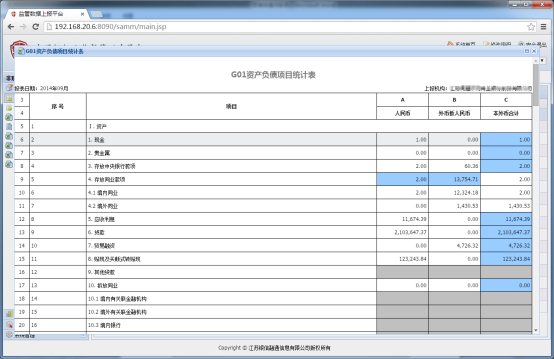 监管数据上报平台
192.168.20.6:8090/samm/main.jsp
G01资产负债项目统计表
G01资产负债项目统计表
报表日期：2014年09月 上报机构：
3 序 号 项目 A B C
4 人民币 外币折人民币 本外币合计
5 1 I. 资产
6 2 1. 现金 1.00 0.00 1.00
7 3 2. 贵金属 0.00 0.00 0.00
8 4 3. 存放中央银行款项 2.00 60.36 2.00
9 5 4. 存放同业款项 2.00 13,754.71 2.00
10 6 4.1 境内同业 2.00 12,324.18 2.00
11 7 4.2 境外同业 0.00 1,430.53 1,430.53
12 8 5. 应收利息 11,674.39 0.00 11,674.39
13 9 6. 贷款 2,103,647.37 0.00 2,103,647.37
14 10 7. 贸易融资 0.00 4,726.32 4,726.32
15 11 8. 贴现及买断式转贴现 123,243.84 0.00 123,243.84
16 12 9. 其他贷款
17 13 10. 拆放同业 0.00 0.00 0.00
18 14 10.1 境内有关联金融机构
19 15 10.2 境外有关联金融机构
20 16 10.3 境内银行
系统管理
Copyright © 江苏银信融通信息有限公司版权所有